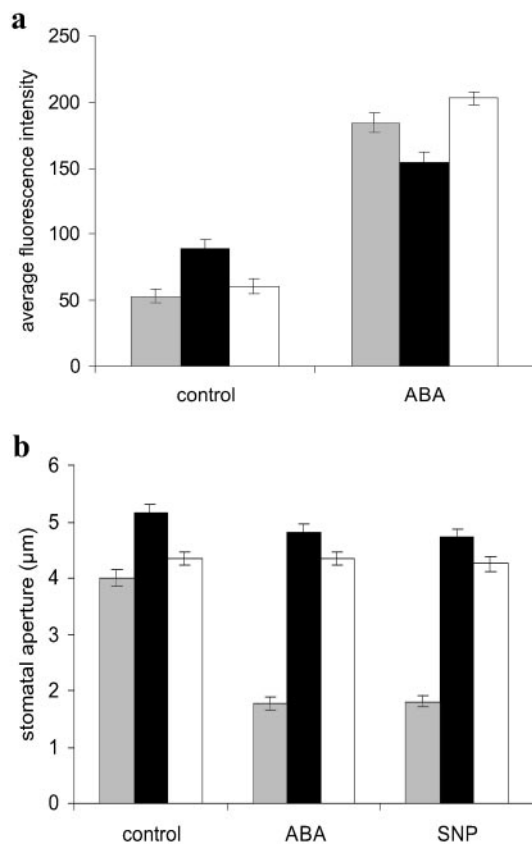 a
250
200
150
100
50
0
average fluorescence intensity
control ABA
b
6
5
4
3
2
1
0
stomatal aperture (µm)
control ABA SNP